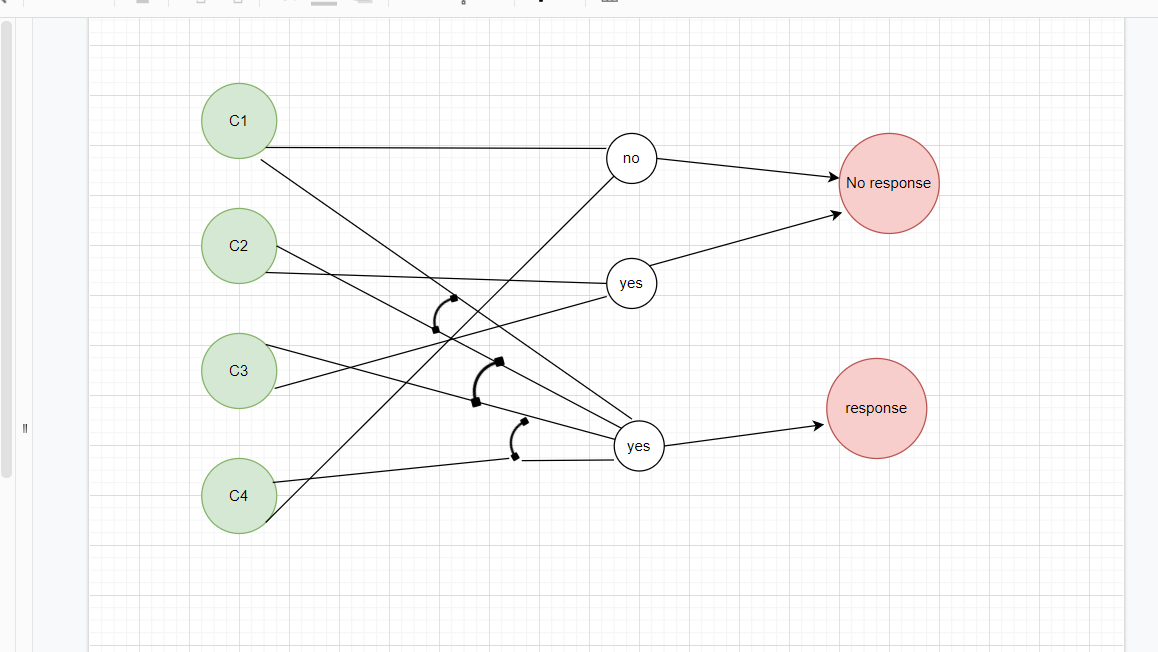 C1
no
No response
C2
yes
C3
response
yes
C4